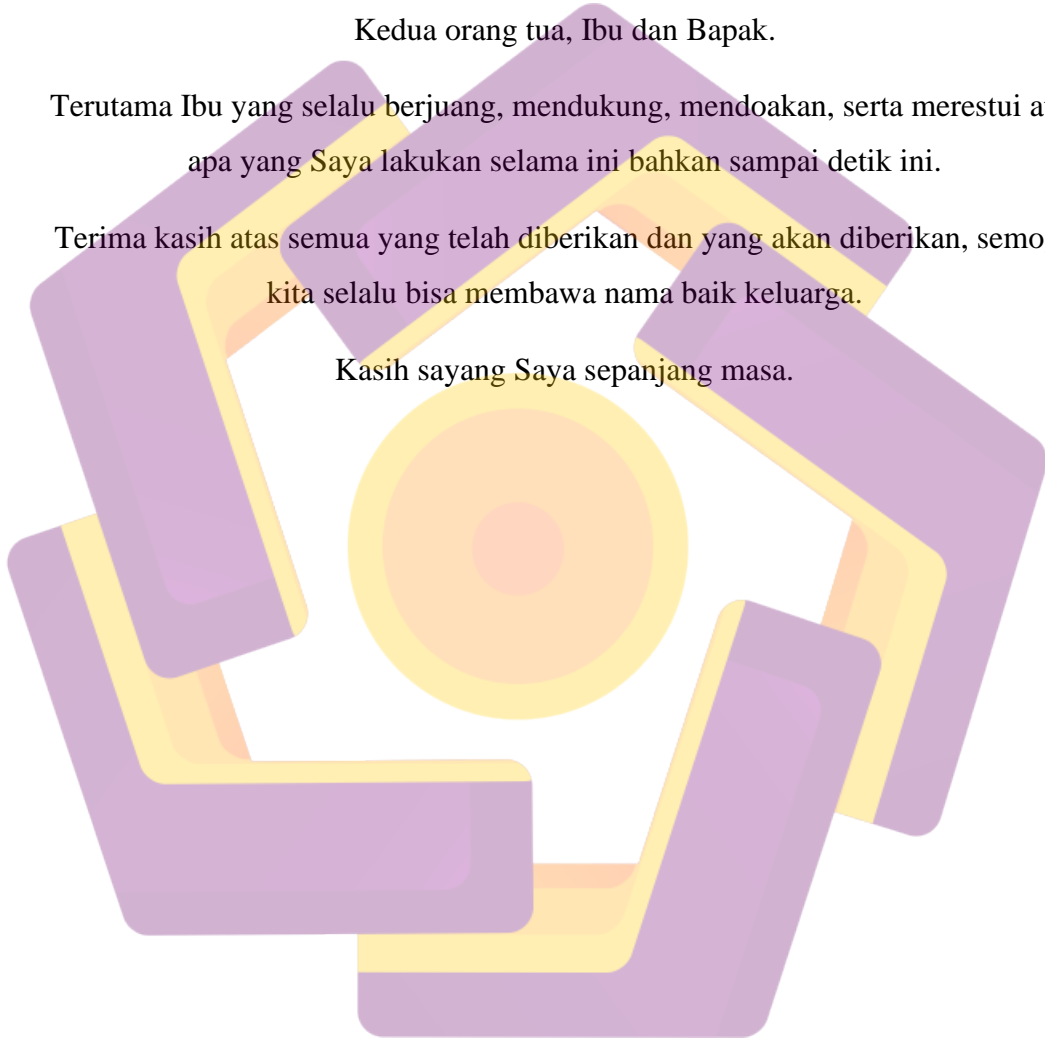 Kedua orang tua, Ibu dan Bapak.
Terutama Ibu yang selalu berjuang, mendukung, mendoakan, serta merestui
apa yang Saya lakukan selama ini bahkan sampai detik ini.
Terima kasih atas semua yang telah diberikan dan yang akan diberikan,
kita selalu bisa membawa nama baik keluarga.
Kasih sayang Saya sepanjang masa.